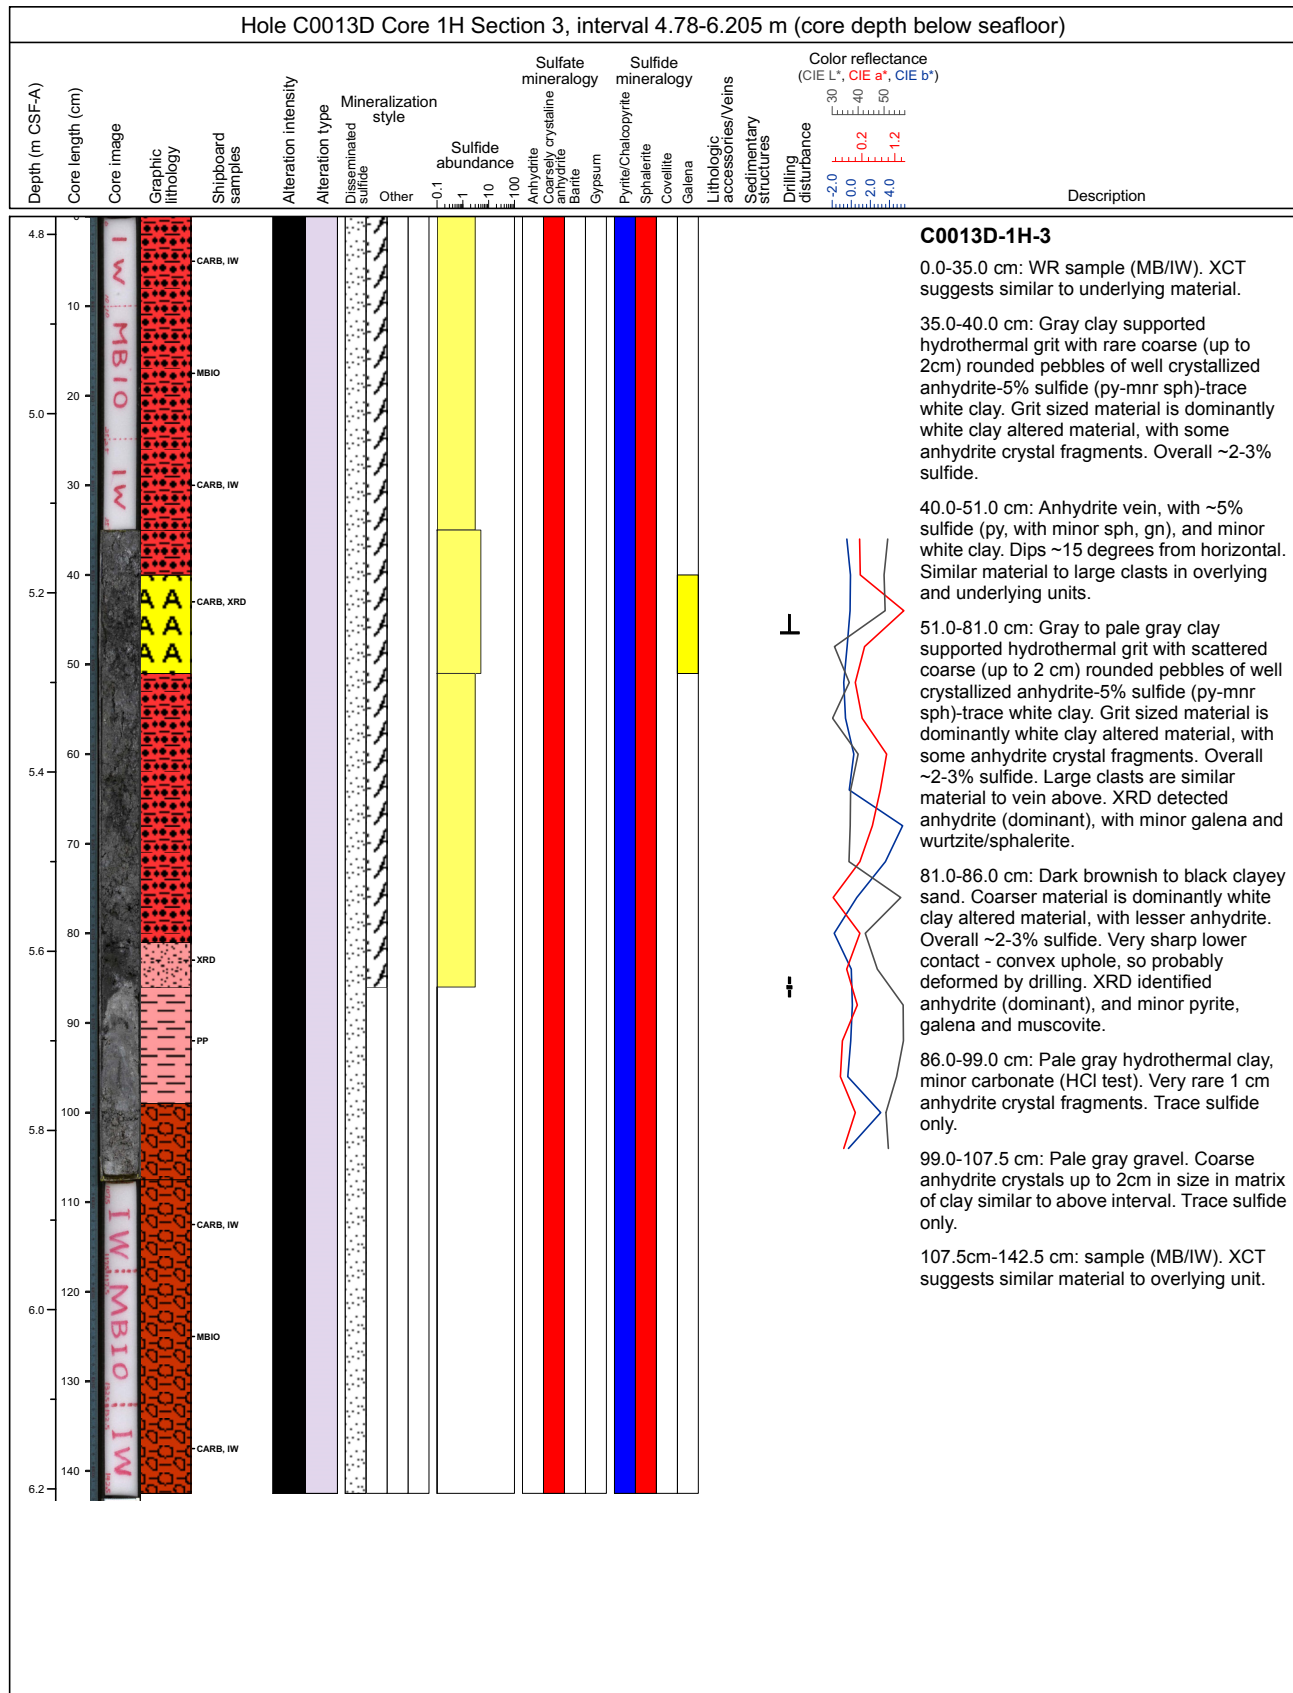 Hole C0013D Core 1H Section 3, interval 4.78-6.205 m (core depth below seafloor)
Depth (m CSF-A)
Core length (cm)
Core image
Graphic
lithology
Shipboard
samples
Alteration intensity
Alteration type
Mineralization
style
Disseminated
sulfide
Other
Sulfide
abundance
0.1
1
10
100
Sulfate
mineralogy
Anhydrite
Coarsely crystaline
anhydrite
Barite
Gypsum
Sulfide
mineralogy
Pyrite/Chalcopyrite
Sphalerite
Covellite
Galena
Lithologic
accessories/Veins
Sedimentary
structures
Drilling
disturbance
Color reflectance
(CIE L*, CIE a*, CIE b*)
30
40
50
0.2
1.2
-2.0
0.0
2.0
4.0
Description
4.8
5.0
5.2
5.4
5.6
5.8
6.0
6.2
0
10
20
30
40
50
60
70
80
90
100
110
120
130
140
IW
MBIO
IW
IW
MBIO
IW
A A
A A
A A
CARB, IW
MBIO
CARB, IW
CARB, XRD
XRD
PP
CARB, IW
MBIO
CARB, IW
C0013D-1H-3
0.0-35.0 cm: WR sample (MB/IW). XCT
suggests similar to underlying material.
35.0-40.0 cm: Gray clay supported
hydrothermal grit with rare coarse (up to
2cm) rounded pebbles of well crystallized
anhydrite-5% sulfide (py-mnr sph)-trace
white clay. Grit sized material is dominantly
white clay altered material, with some
anhydrite crystal fragments. Overall ~2-3%
sulfide.
40.0-51.0 cm: Anhydrite vein, with ~5%
sulfide (py, with minor sph, gn), and minor
white clay. Dips ~15 degrees from horizontal.
Similar material to large clasts in overlying
and underlying units.
51.0-81.0 cm: Gray to pale gray clay
supported hydrothermal grit with scattered
coarse (up to 2 cm) rounded pebbles of well
crystallized anhydrite-5% sulfide (py-mnr
sph)-trace white clay. Grit sized material is
dominantly white clay altered material, with
some anhydrite crystal fragments. Overall
~2-3% sulfide. Large clasts are similar
material to vein above. XRD detected
anhydrite (dominant), with minor galena and
wurtzite/sphalerite.
81.0-86.0 cm: Dark brownish to black clayey
sand. Coarser material is dominantly white
clay altered material, with lesser anhydrite.
Overall ~2-3% sulfide. Very sharp lower
contact - convex uphole, so probably
deformed by drilling. XRD identified
anhydrite (dominant), and minor pyrite,
galena and muscovite.
86.0-99.0 cm: Pale gray hydrothermal clay,
minor carbonate (HCl test). Very rare 1 cm
anhydrite crystal fragments. Trace sulfide
only.
99.0-107.5 cm: Pale gray gravel. Coarse
anhydrite crystals up to 2cm in size in matrix
of clay similar to above interval. Trace sulfide
only.
107.5cm-142.5 cm: sample (MB/IW). XCT
suggests similar material to overlying unit.